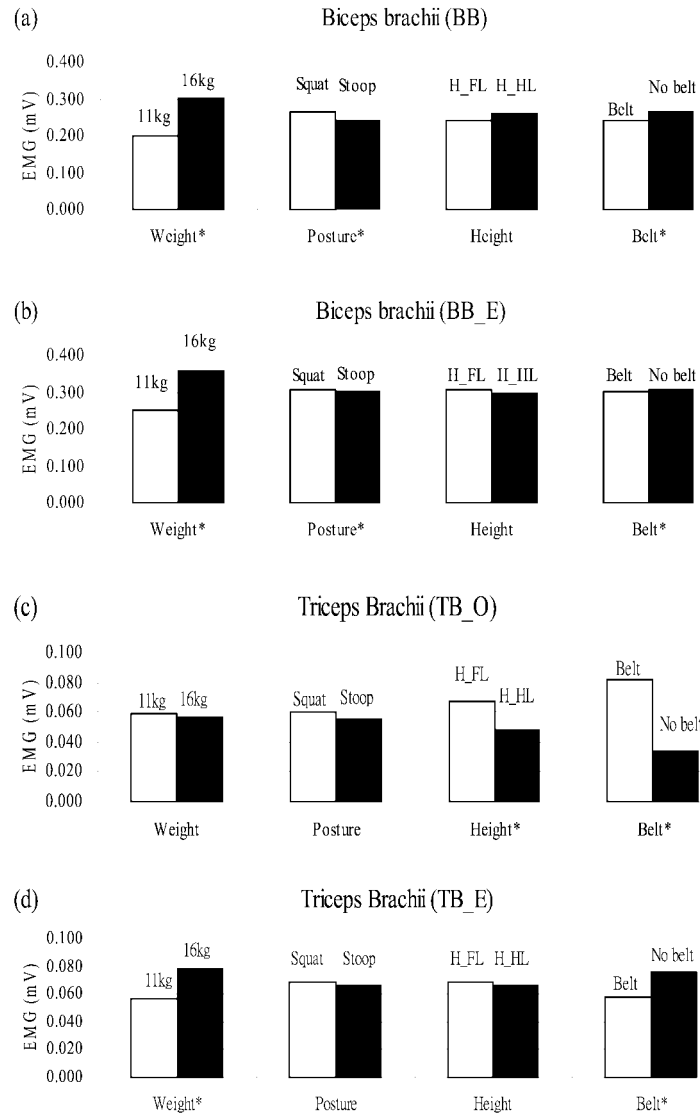 (a) Biceps brachii (BB)
0.400
0.300
0.200
0.100
0.000
EMG (mV)
11kg 16kg
Squat Stoop
H_FL H_HL
Belt No belt
Weight* Posture* Height Belt*
(b) Biceps brachii (BB_E)
0.400
0.300
0.200
0.100
0.000
EMG (mV)
11kg 16kg
Squat Stoop
H_FL H_HL
Belt No belt
Weight* Posture* Height Belt*
(c) Triceps Brachii (TB_O)
0.100
0.080
0.060
0.040
0.020
0.000
EMG (mV)
11kg 16kg
Squat Stoop
H_FL H_HL
Belt No belt
Weight Posture Height* Belt*
(d) Triceps Brachii (TB_E)
0.100
0.080
0.060
0.040
0.020
0.000
EMG (mV)
11kg 16kg
Squat Stoop
H_FL H_HL
Belt No belt
Weight* Posture Height Belt*